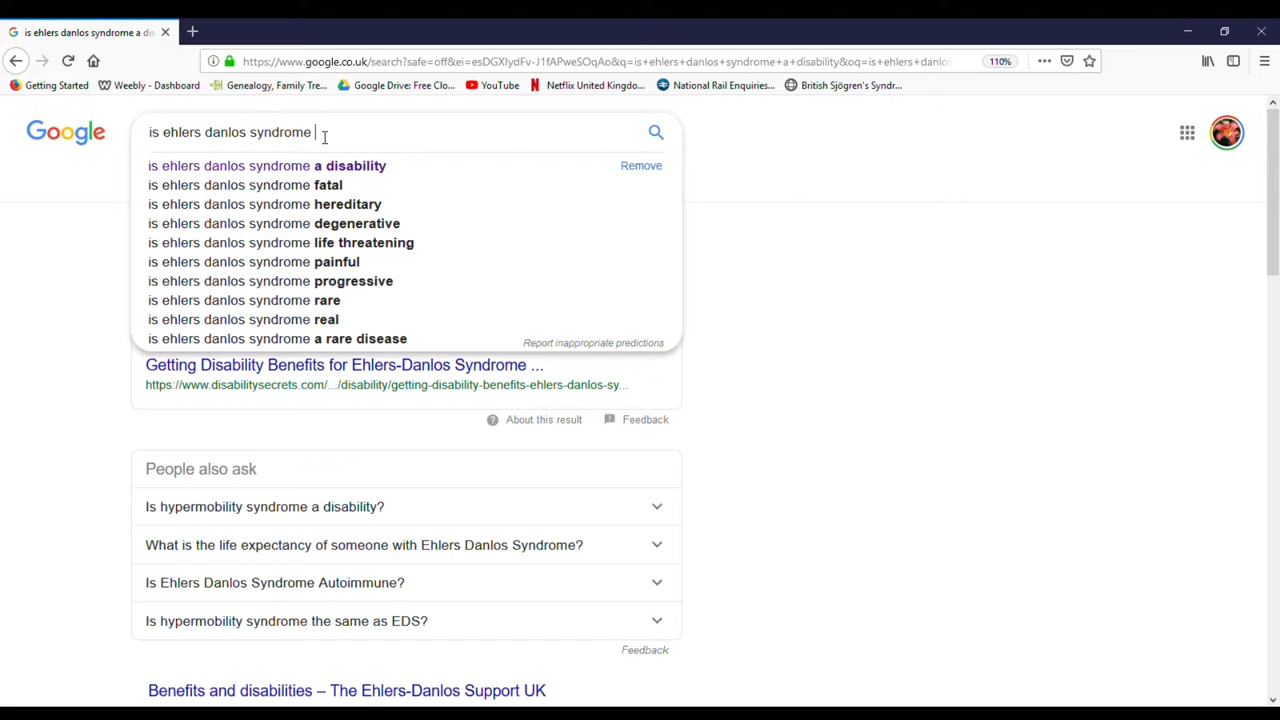 is ehlers danlos syndrome a dis
https://www.google.co.uk/search?safe=off&ei=esDGXIydFv-J1fAPweSOqAo&q=is+ehlers+danlos+syndrome+a+disability&oq=is+ehlers+danlos
110%
Getting Started Weebly - Dashboard Genealogy, Family Tre... Google Drive: Free Clo... YouTube Netflix United Kingdo... National Rail Enquiries... British Sjögren's Syndr...
Google
is ehlers danlos syndrome
is ehlers danlos syndrome a disability Remove
is ehlers danlos syndrome fatal
is ehlers danlos syndrome hereditary
is ehlers danlos syndrome degenerative
is ehlers danlos syndrome life threatening
is ehlers danlos syndrome painful
is ehlers danlos syndrome progressive
is ehlers danlos syndrome rare
is ehlers danlos syndrome real
is ehlers danlos syndrome a rare disease
Report inappropriate predictions
Getting Disability Benefits for Ehlers-Danlos Syndrome ...
https://www.disabilitysecrets.com/.../disability/getting-disability-benefits-ehlers-danlos-sy...
About this result Feedback
People also ask
Is hypermobility syndrome a disability?
What is the life expectancy of someone with Ehlers Danlos Syndrome?
Is Ehlers Danlos Syndrome Autoimmune?
Is hypermobility syndrome the same as EDS?
Feedback
Benefits and disabilities – The Ehlers-Danlos Support UK